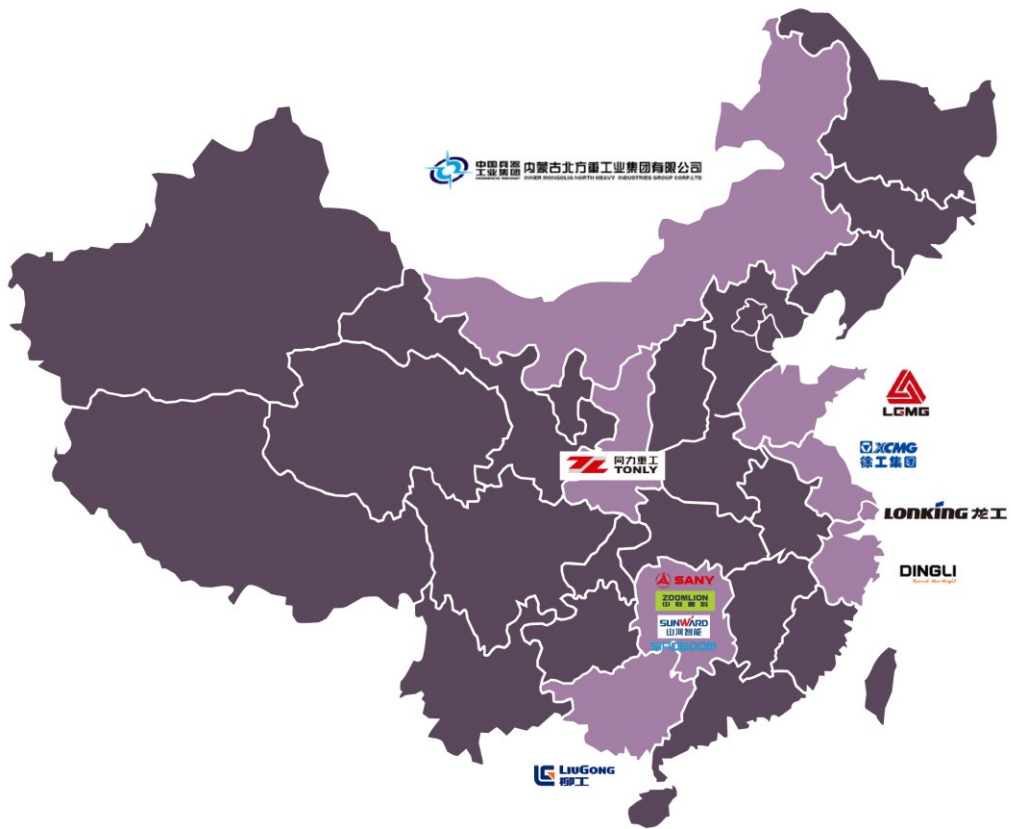 中国兵器
工业集团
内蒙古北方重工业集团有限公司
INNER MONGOLIA NORTH HEAVY INDUSTRIES GROUP CORP.LTD
LGMG
XCMG
徐工集团
同力重工
TONLY
LONKING 龙工
DINGLI
SANY
ZOOMLION
中联重科
SUNWARD
山河智能
SINOBOOM
LIUGONG
柳工